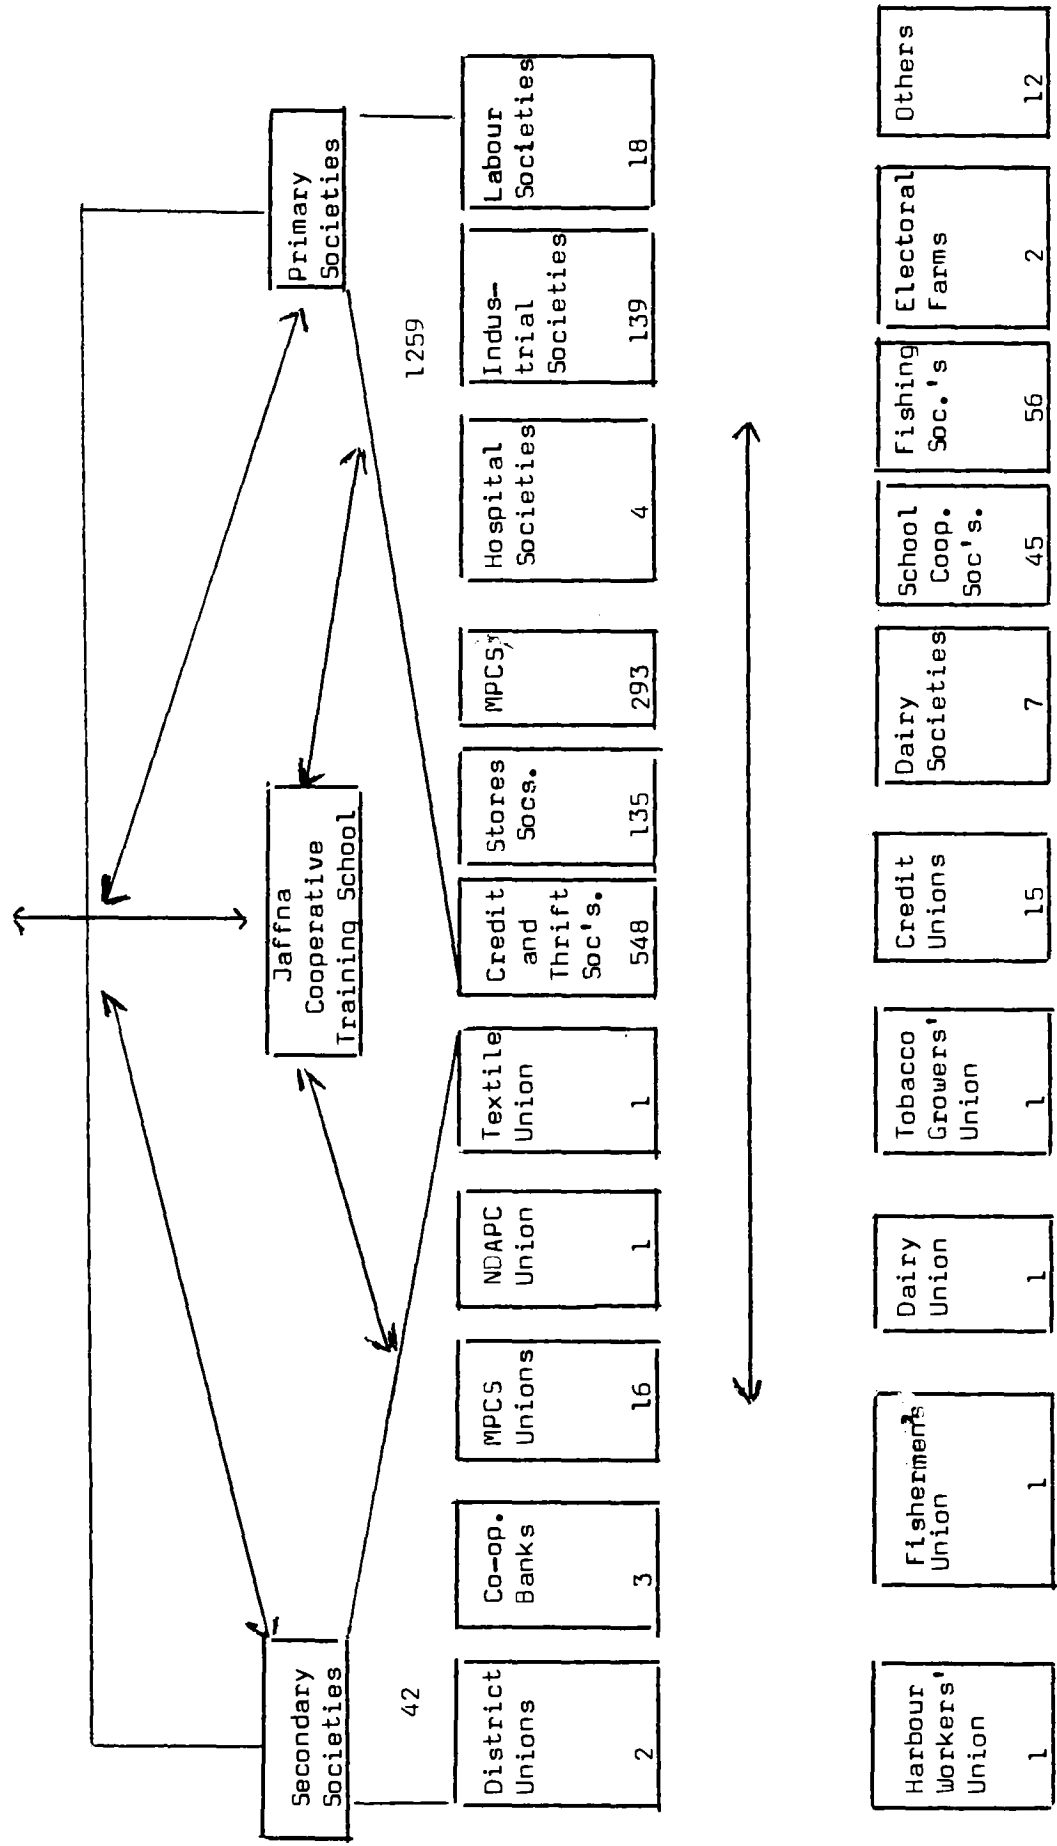 Secondary
Societies
Jaffna
Cooperative
Training School
Primary
Societies
42
1259
District
Unions
2
Co-op.
Banks
3
MPCS
Unions
16
NDAPC
Union
1
Textile
Union
1
Credit
and
Thrift
Soc's.
548
Stores
Socs.
135
MPCS,
293
Hospital
Societies
4
Indus-
trial
Societies
139
Labour
Societies
18
Harbour
Workers'
Union
1
Fishermen's
Union
1
Dairy
Union
1
Tobacco
Growers'
Union
1
Credit
Unions
15
Dairy
Societies
7
School
Coop.
Soc's.
45
Fishing
Soc.'s
56
Electoral
Farms
2
Others
12